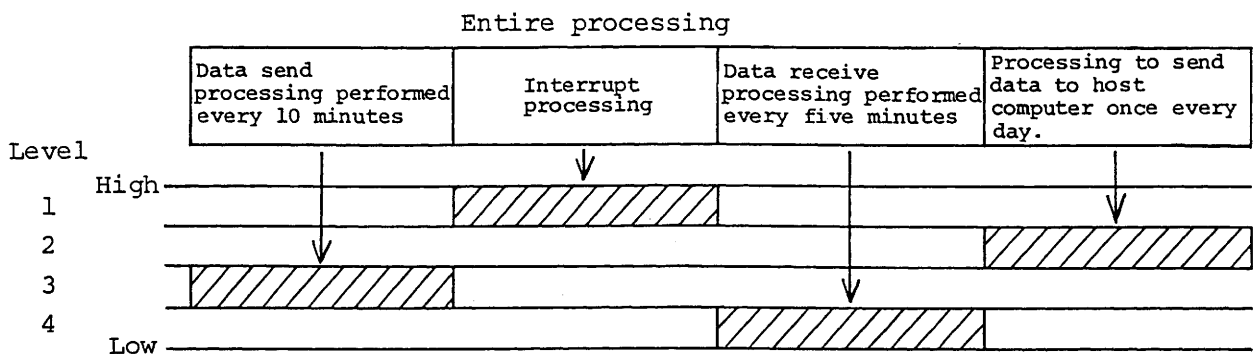 Entire processing
Data send
processing performed
every 10 minutes
Interrupt
processing
Data receive
processing performed
every five minutes
Processing to send
data to host
computer once every
day.
Level
High
1
2
3
4
Low